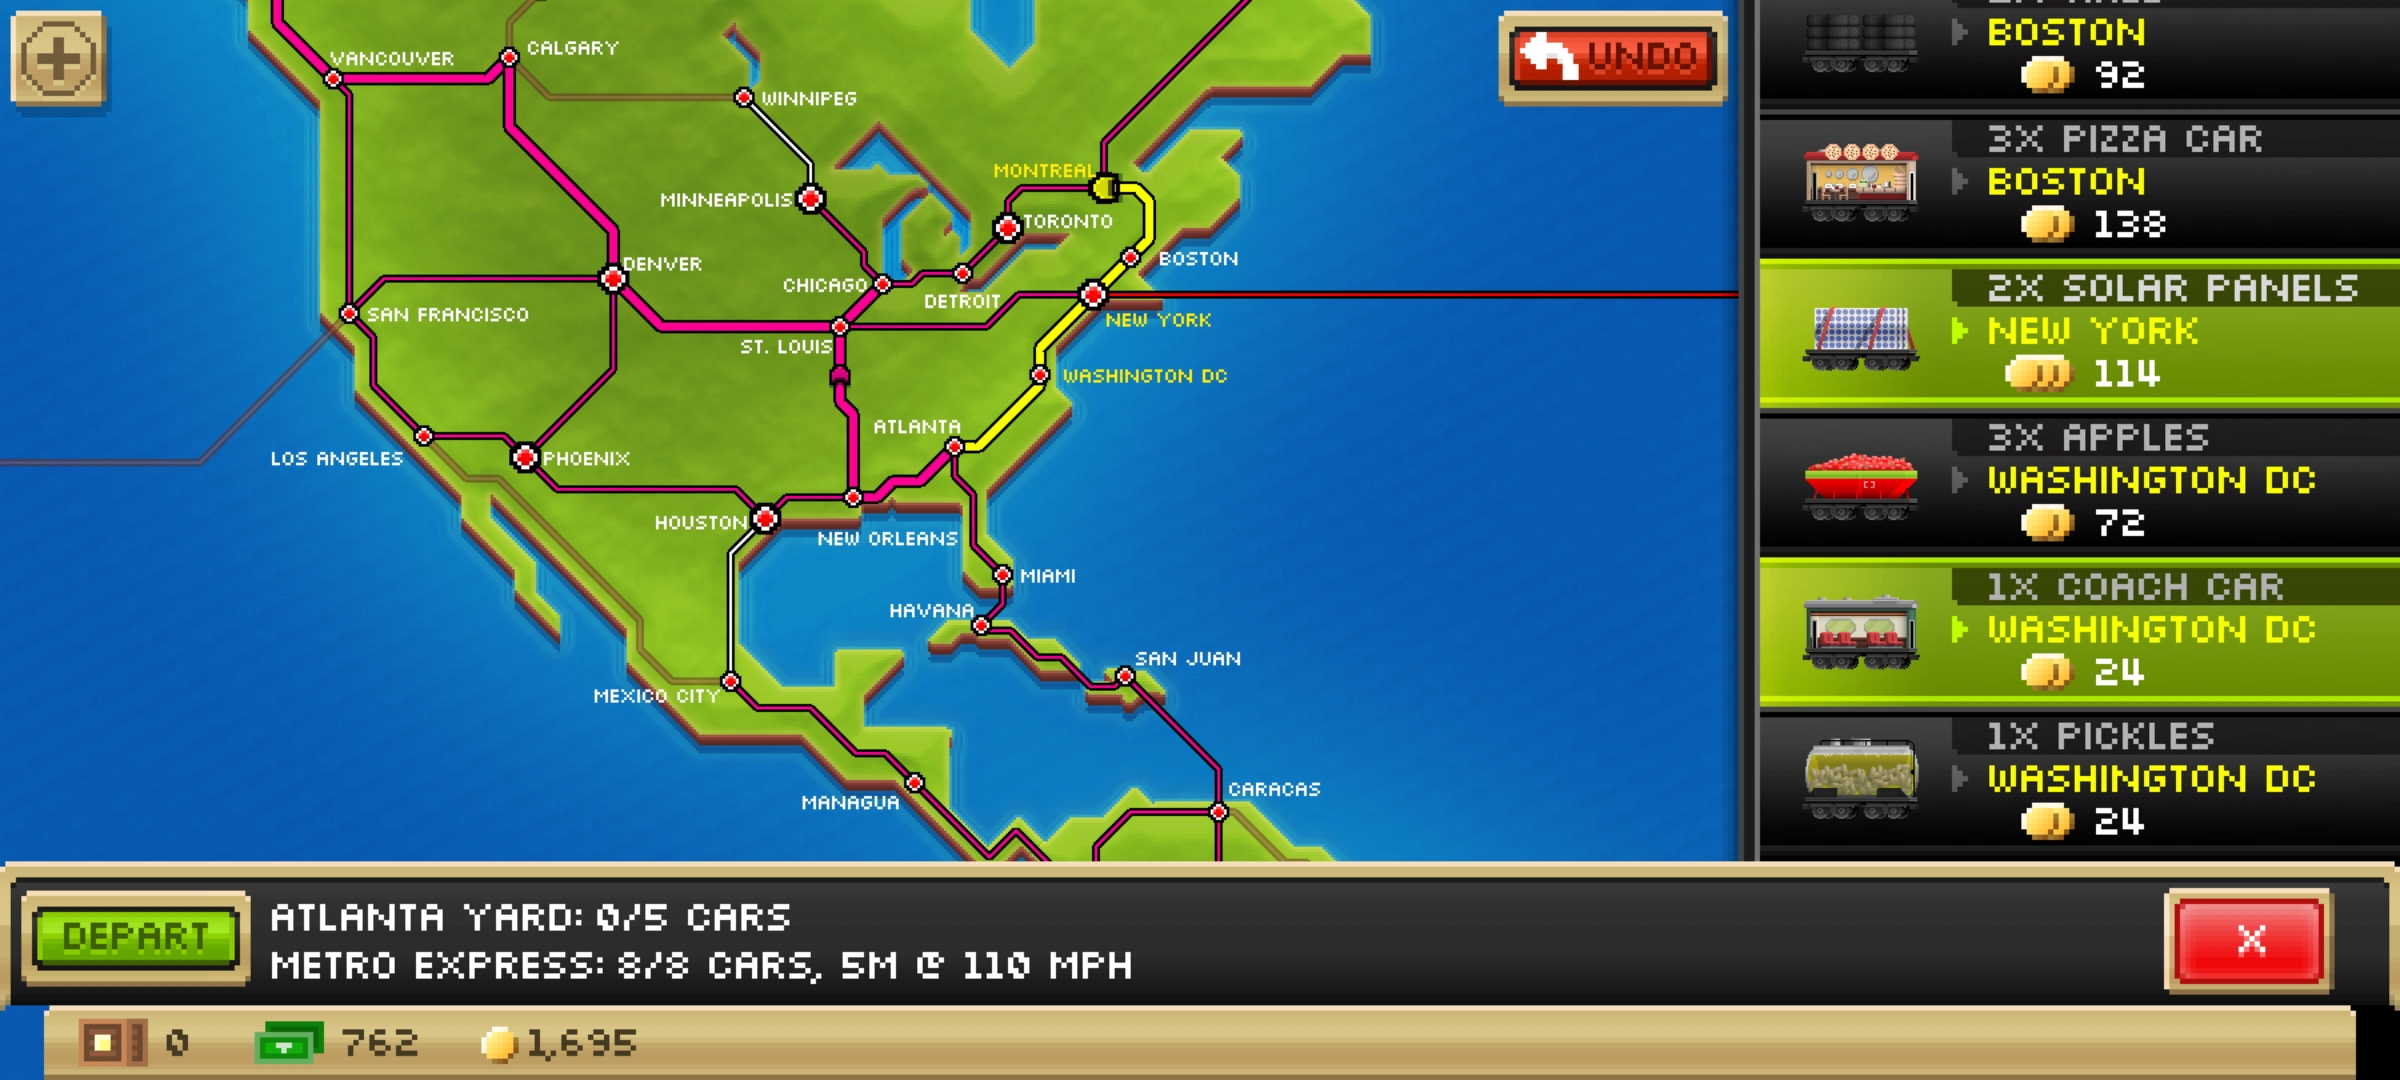 VANCOUVER
CALGARY
WINNIPEG
MINNEAPOLIS
MONTREAL
TORONTO
DENVER
CHICAGO
DETROIT
BOSTON
SAN FRANCISCO
ST. LOUIS
NEW YORK
WASHINGTON DC
ATLANTA
LOS ANGELES
PHOENIX
HOUSTON
NEW ORLEANS
MIAMI
HAVANA
SAN JUAN
MEXICO CITY
MANAGUA
CARACAS
UNDO
BOSTON
92
3X PIZZA CAR
BOSTON
138
2X SOLAR PANELS
NEW YORK
114
3X APPLES
WASHINGTON DC
72
1X COACH CAR
WASHINGTON DC
24
1X PICKLES
WASHINGTON DC
24
DEPART
ATLANTA YARD: 0/5 CARS
METRO EXPRESS: 8/8 CARS, 5M @ 110 MPH
X
0
762
1,695